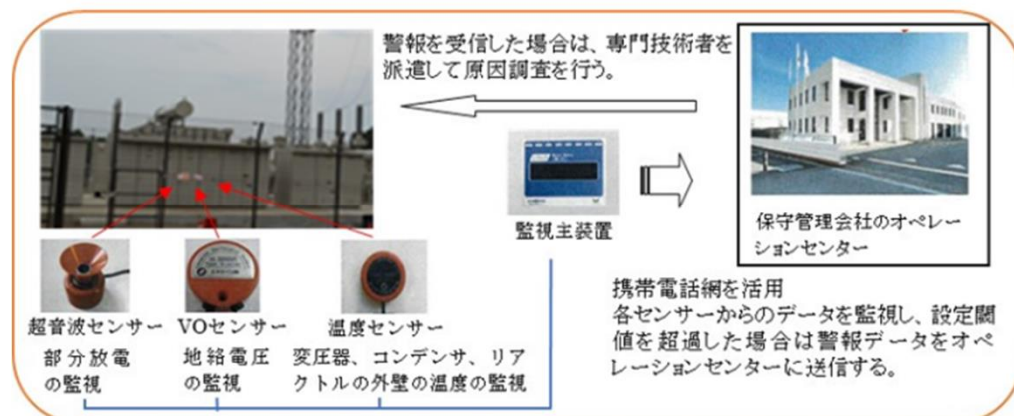 警報を受信した場合は、専門技術者を
派遣して原因調査を行う。
監視主装置
保守管理会社のオペレー
ションセンター
超音波センサー
部分放電
の監視
VOセンサー
地絡電圧
の監視
温度センサー
変圧器、コンデンサ、リア
クトルの外壁の温度の監視
携帯電話網を活用
各センサーからのデータを監視し、設定閾
値を超過した場合は警報データをオペ
レーションセンターに送信する。